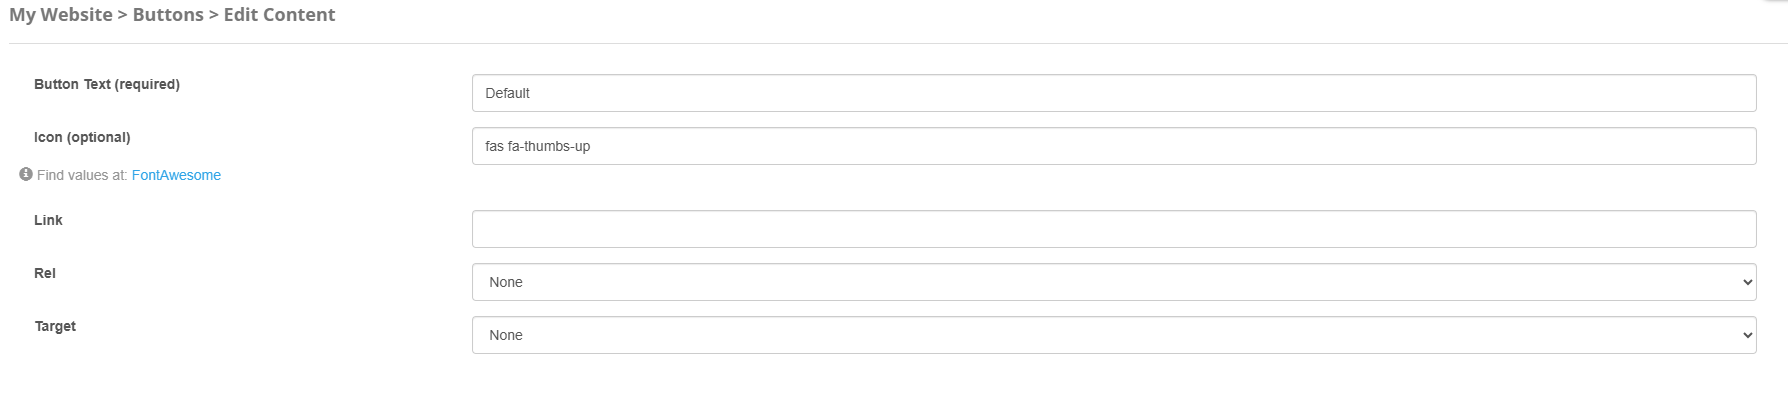 My Website > Buttons > Edit Content
Button Text (required)
Default
Icon (optional)
fas fa-thumbs-up
Find values at: FontAwesome
Link
Rel
None
Target
None